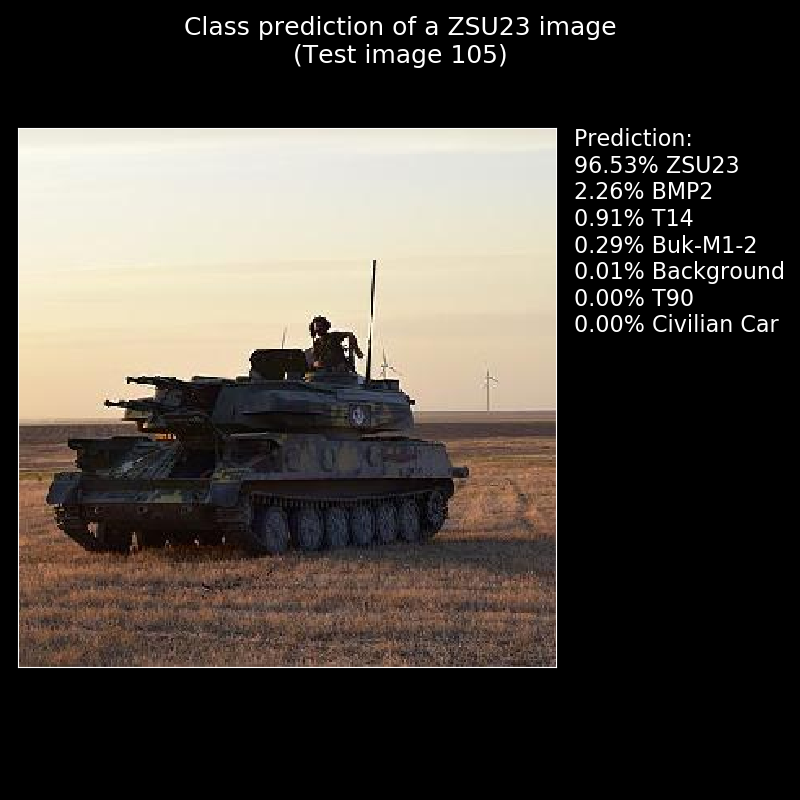 Class prediction of a ZSU23 image
(Test image 105)
Prediction:
96.53% ZSU23
2.26% BMP2
0.91% T14
0.29% Buk-M1-2
0.01% Background
0.00% T90
0.00% Civilian Car